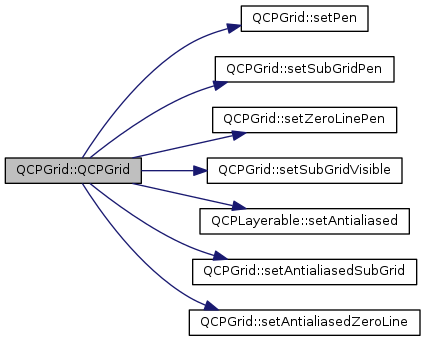 QCPGrid::setPen
QCPGrid::setSubGridPen
QCPGrid::setZeroLinePen
QCPGrid::QCPGrid
QCPGrid::setSubGridVisible
QCPLayerable::setAntialiased
QCPGrid::setAntialiasedSubGrid
QCPGrid::setAntialiasedZeroLine